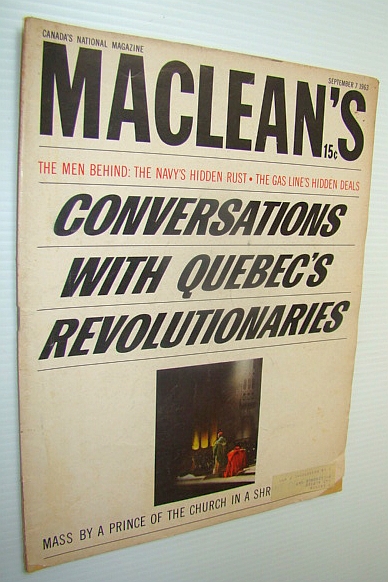 CANADA'S NATIONAL MAGAZINE
SEPTEMBER 7 1963
MACLEAN'S
15¢
THE MEN BEHIND: THE NAVY'S HIDDEN RUST • THE GAS LINE'S HIDDEN DEALS
CONVERSATIONS
WITH QUEBEC'S
REVOLUTIONARIES
MASS BY A PRINCE OF THE CHURCH IN A SHR